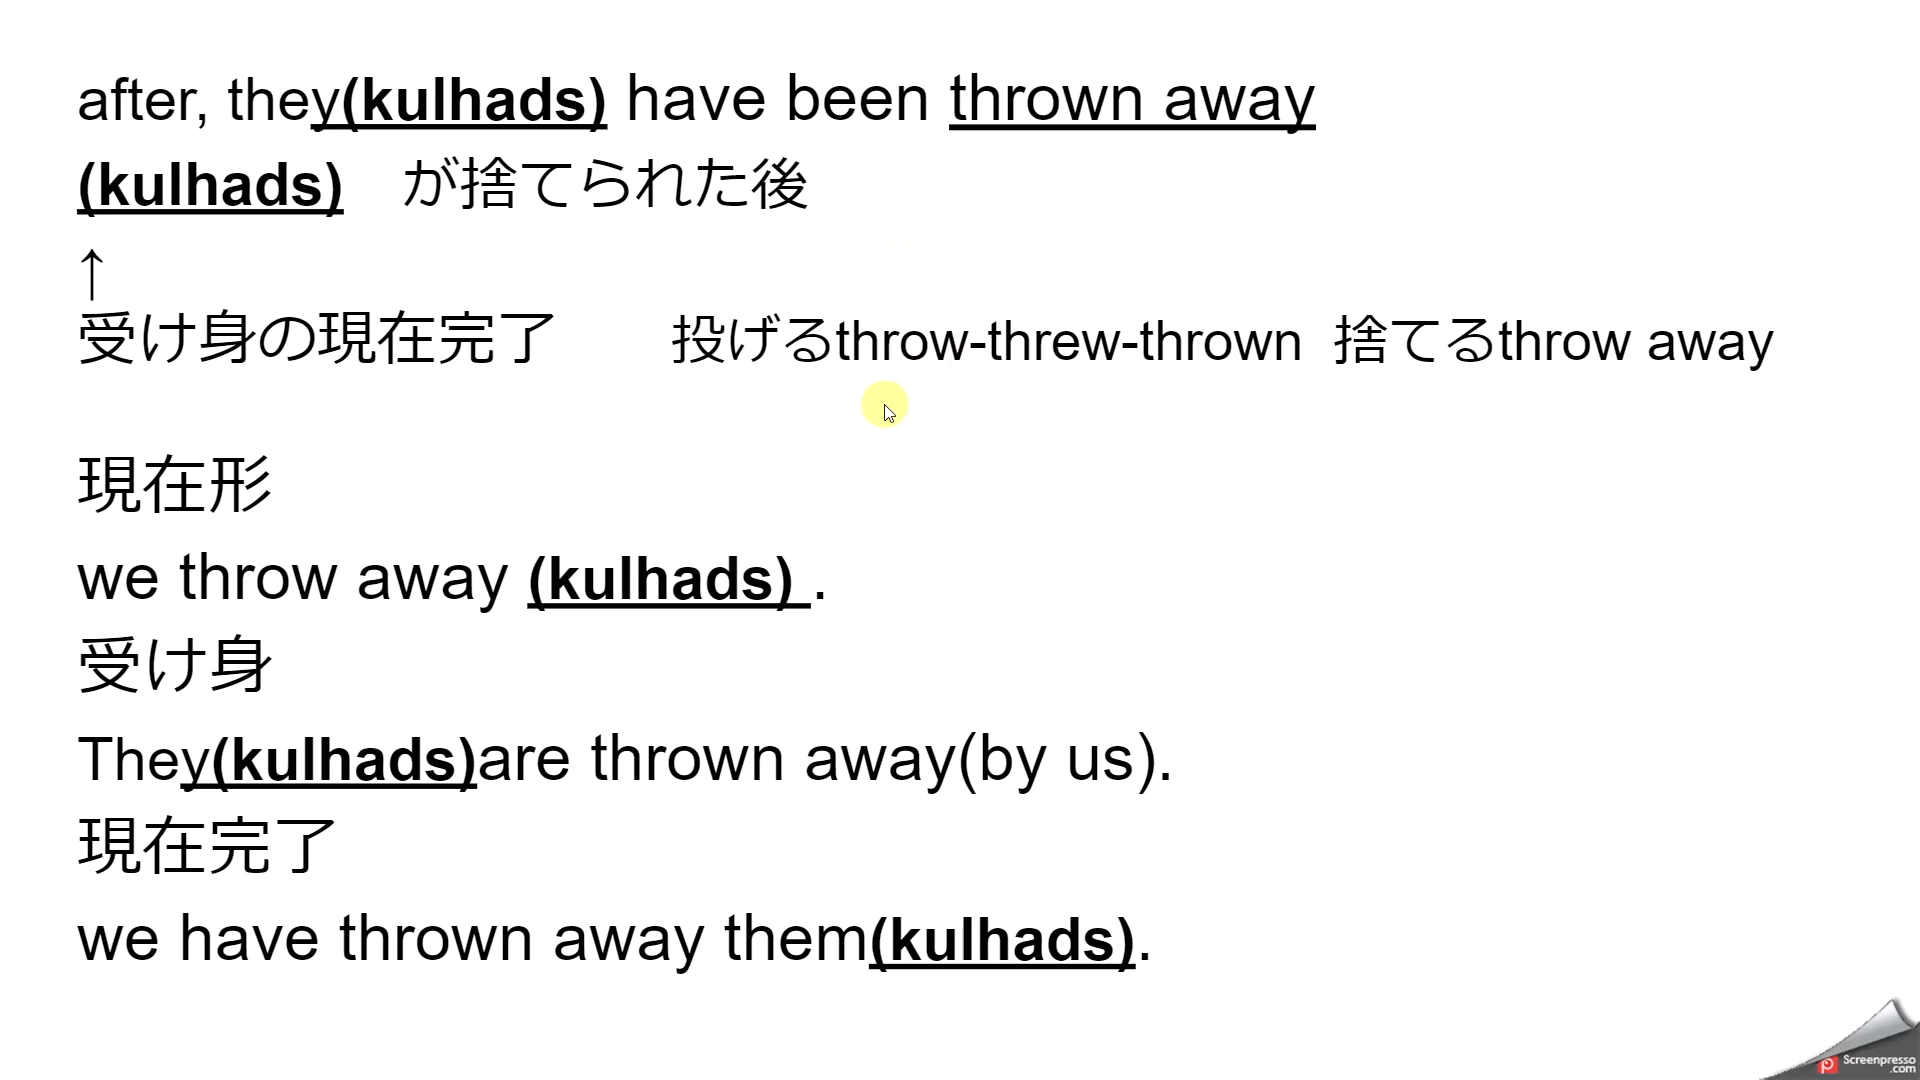 after, they(kulhads) have been thrown away
(kulhads) が捨てられた後
↑
受け身の現在完了 投げるthrow-threw-thrown 捨てるthrow away
現在形
we throw away (kulhads) .
受け身
They(kulhads)are thrown away(by us).
現在完了
we have thrown away them(kulhads).
Screenpresso
.com